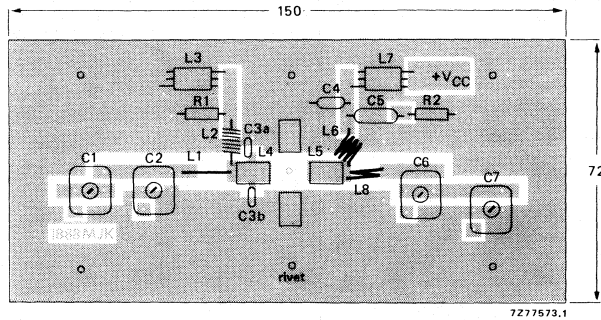 150
L3
L7
+VCC
R1
C4
C5
R2
L2
C3a
L6
C1
C2
L1
L4
L5
C6
C7
72
L8
C3b
1888MJK
rivet
7Z77573.1